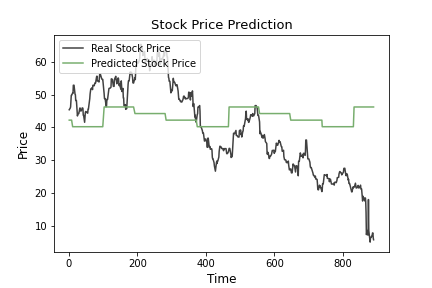 Stock Price Prediction
Real Stock Price
Predicted Stock Price
Price
60
50
40
30
20
10
0 200 400 600 800
Time